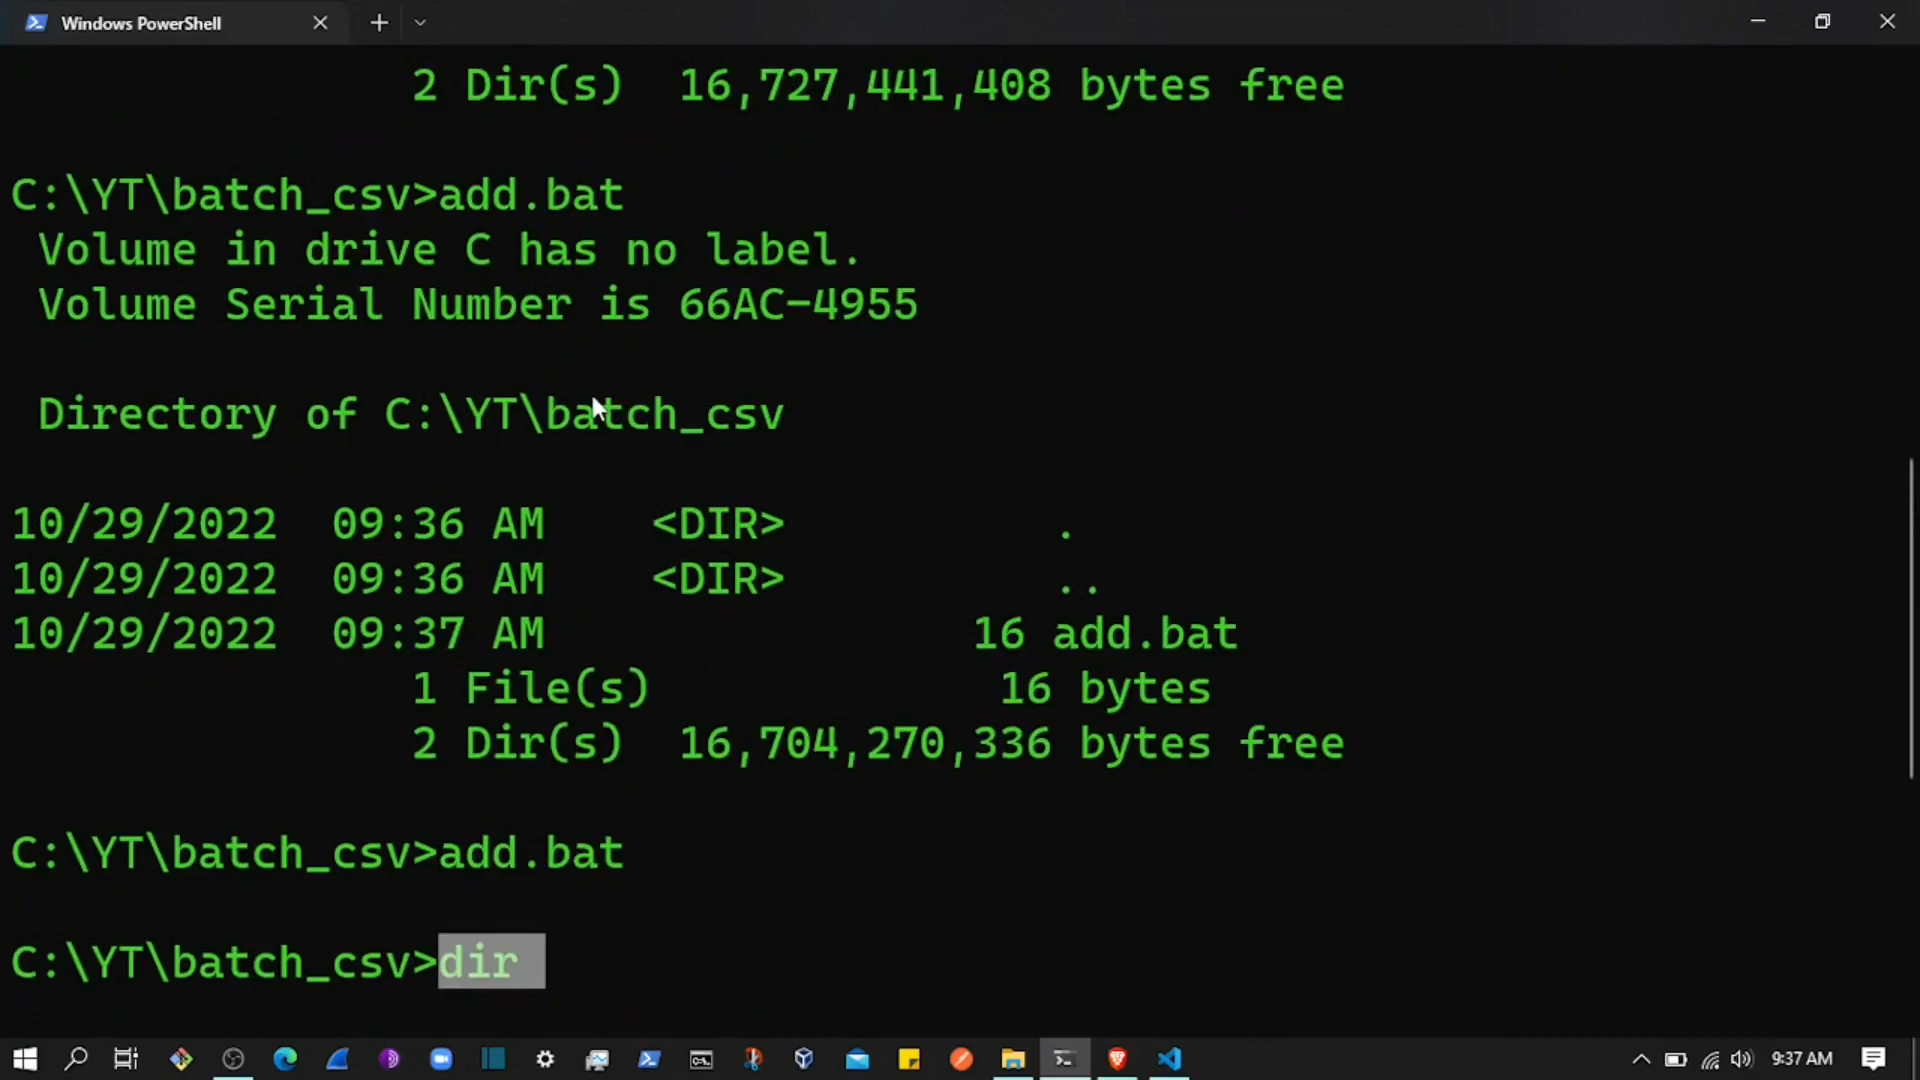 Windows PowerShell
2 Dir(s) 16,727,441,408 bytes free
C:\YT\batch_csv>add.bat
Volume in drive C has no label.
Volume Serial Number is 66AC-4955
Directory of C:\YT\batch_csv
10/29/2022 09:36 AM <DIR> .
10/29/2022 09:36 AM <DIR> ..
10/29/2022 09:37 AM 16 add.bat
1 File(s) 16 bytes
2 Dir(s) 16,704,270,336 bytes free
C:\YT\batch_csv>add.bat
C:\YT\batch_csv>dir
9:37 AM